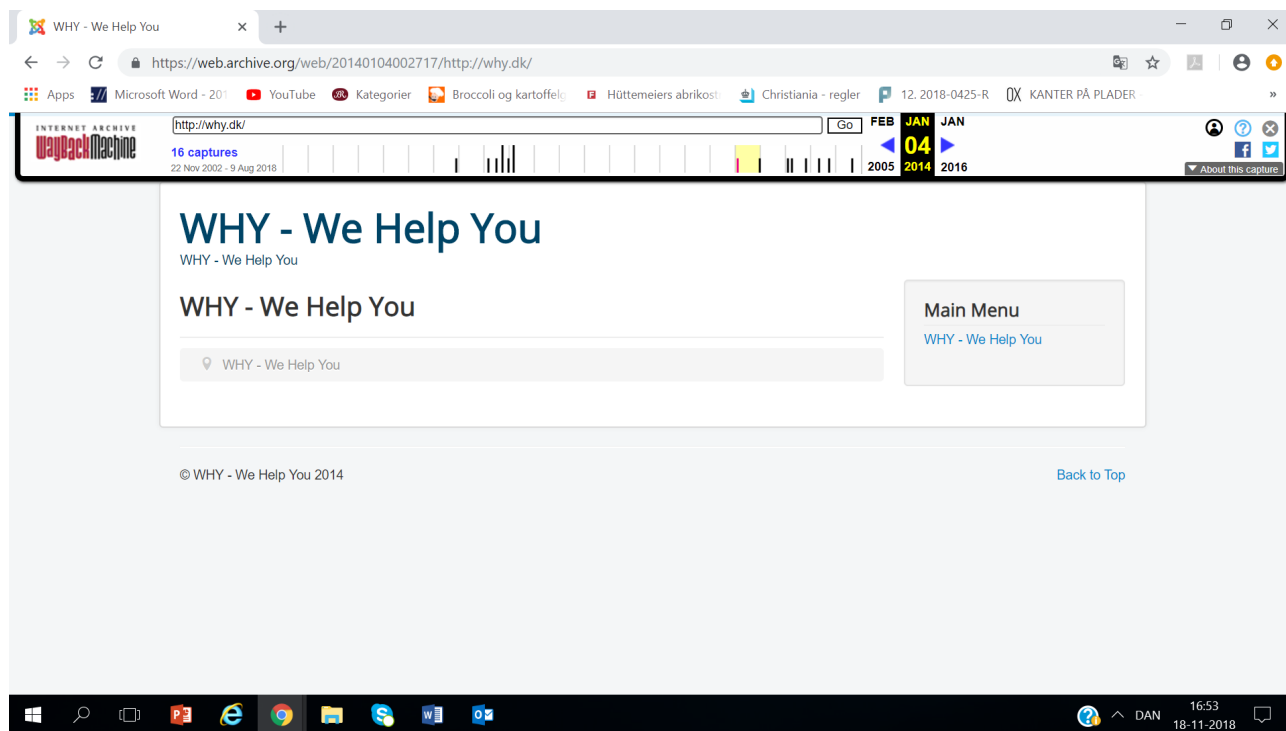 WHY - We Help You
https://web.archive.org/web/20140104002717/http://why.dk/
Apps Microsoft Word - 201 YouTube Kategorier Broccoli og kartoffelg Hüttemeiers abrikost Christiania - regler 12. 2018-0425-R KANTER PÅ PLADER - »
INTERNET ARCHIVE
WayBackMachine
http://why.dk/ Go FEB JAN JAN
16 captures 04
22 Nov 2002 - 9 Aug 2018 2005 2014 2016
About this capture
WHY - We Help You
WHY - We Help You
WHY - We Help You
Main Menu
WHY - We Help You
WHY - We Help You
© WHY - We Help You 2014 Back to Top
DAN 16:53
18-11-2018